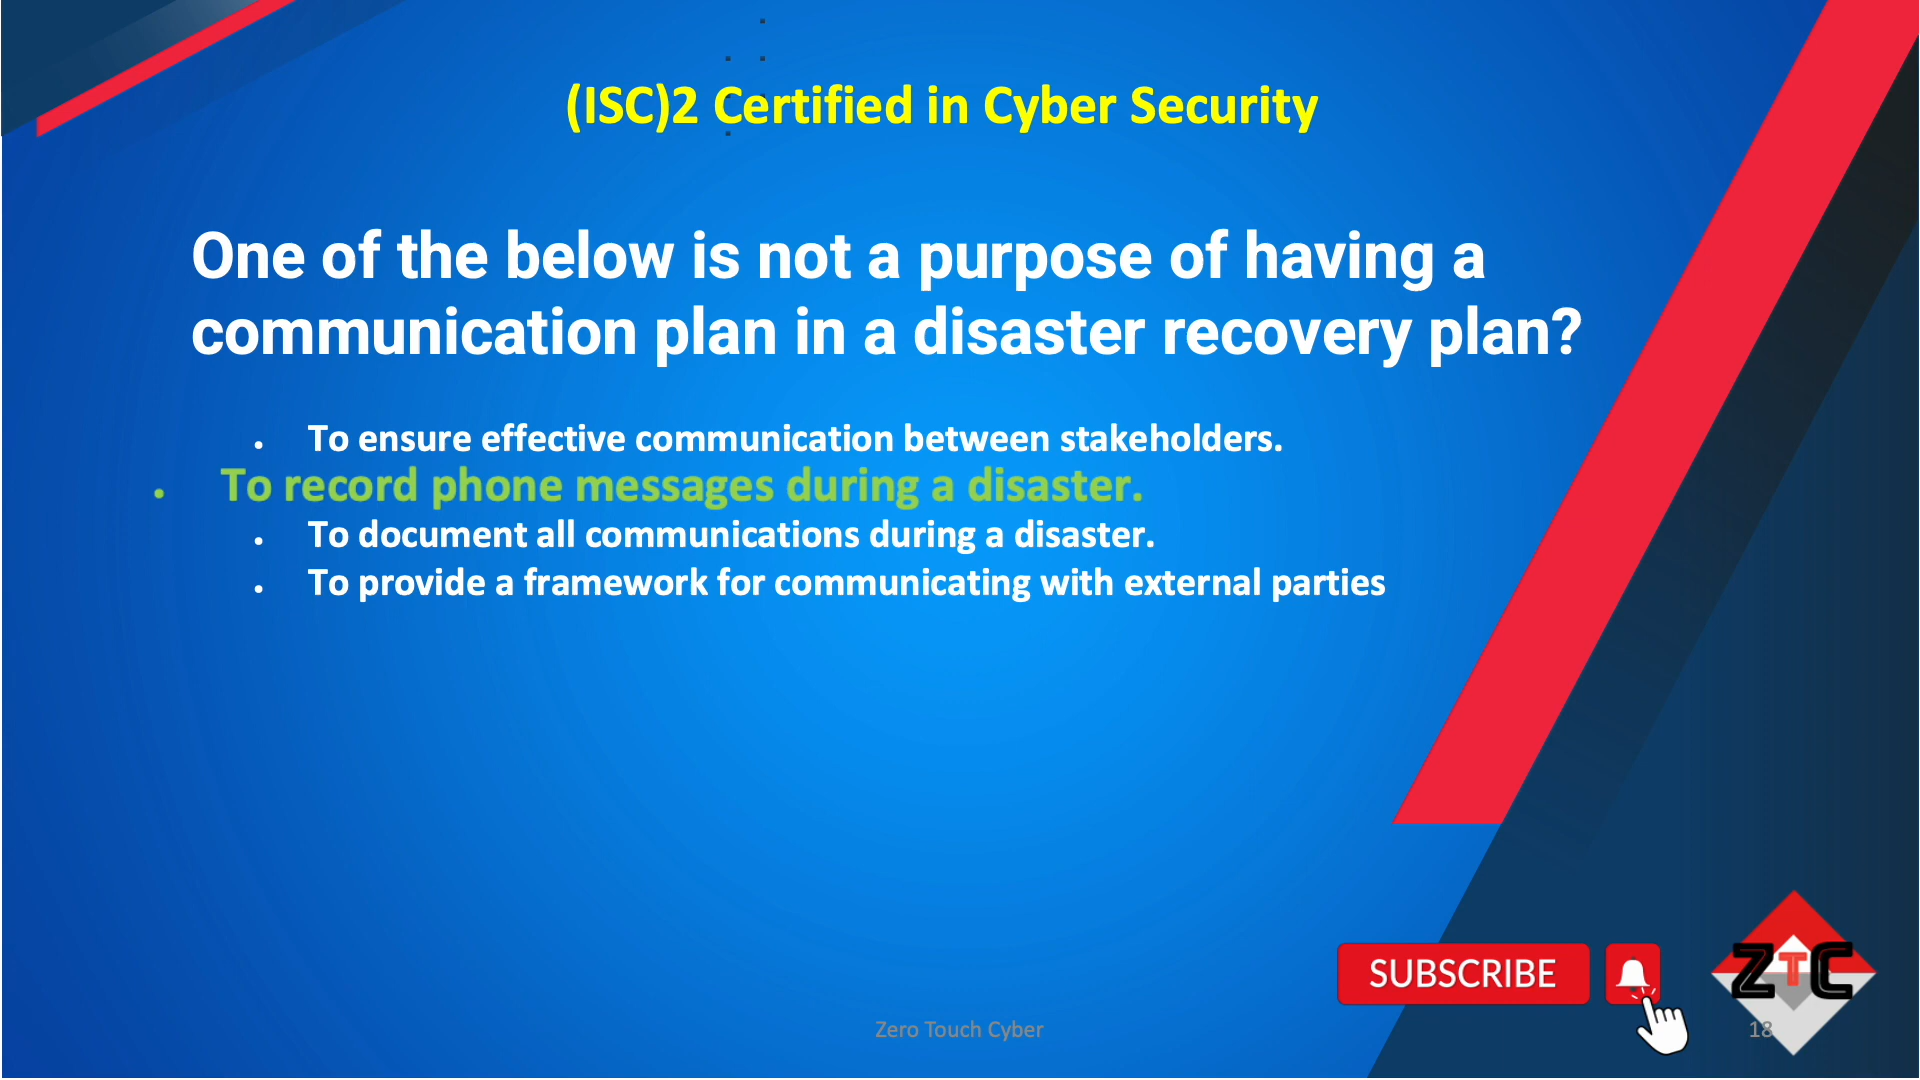 (ISC)2 Certified in Cyber Security
One of the below is not a purpose of having a
communication plan in a disaster recovery plan?
• To ensure effective communication between stakeholders.
• To record phone messages during a disaster.
• To document all communications during a disaster.
• To provide a framework for communicating with external parties
SUBSCRIBE
ZTC
Zero Touch Cyber
18